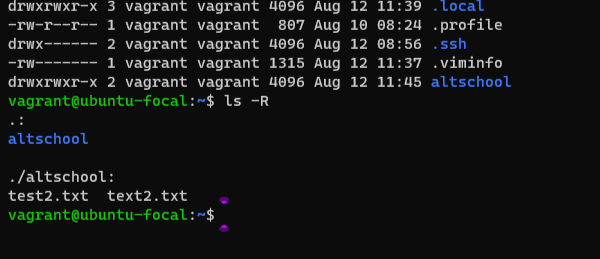 drwxrwxr-x 3 vagrant vagrant 4096 Aug 12 11:39 .local
-rw-r--r-- 1 vagrant vagrant  807 Aug 10 08:24 .profile
drwx------ 2 vagrant vagrant 4096 Aug 12 08:56 .ssh
-rw------- 1 vagrant vagrant 1315 Aug 12 11:37 .viminfo
drwxrwxr-x 2 vagrant vagrant 4096 Aug 12 11:45 altschool
vagrant@ubuntu-focal:~$ ls -R
.:
altschool
./altschool:
test2.txt  text2.txt
vagrant@ubuntu-focal:~$